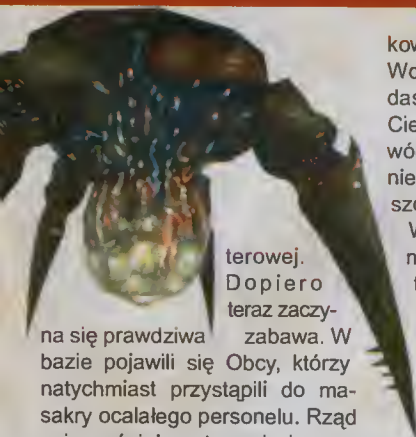 terowej.
Dopiero
teraz zaczy-
na się prawdziwa zabawa. W
bazie pojawili się Obcy, którzy
natychmiast przystąpili do ma-
sakry ocalałego personelu. Rząd
kow
Wo
das
Cie
wó
nie
szc
W